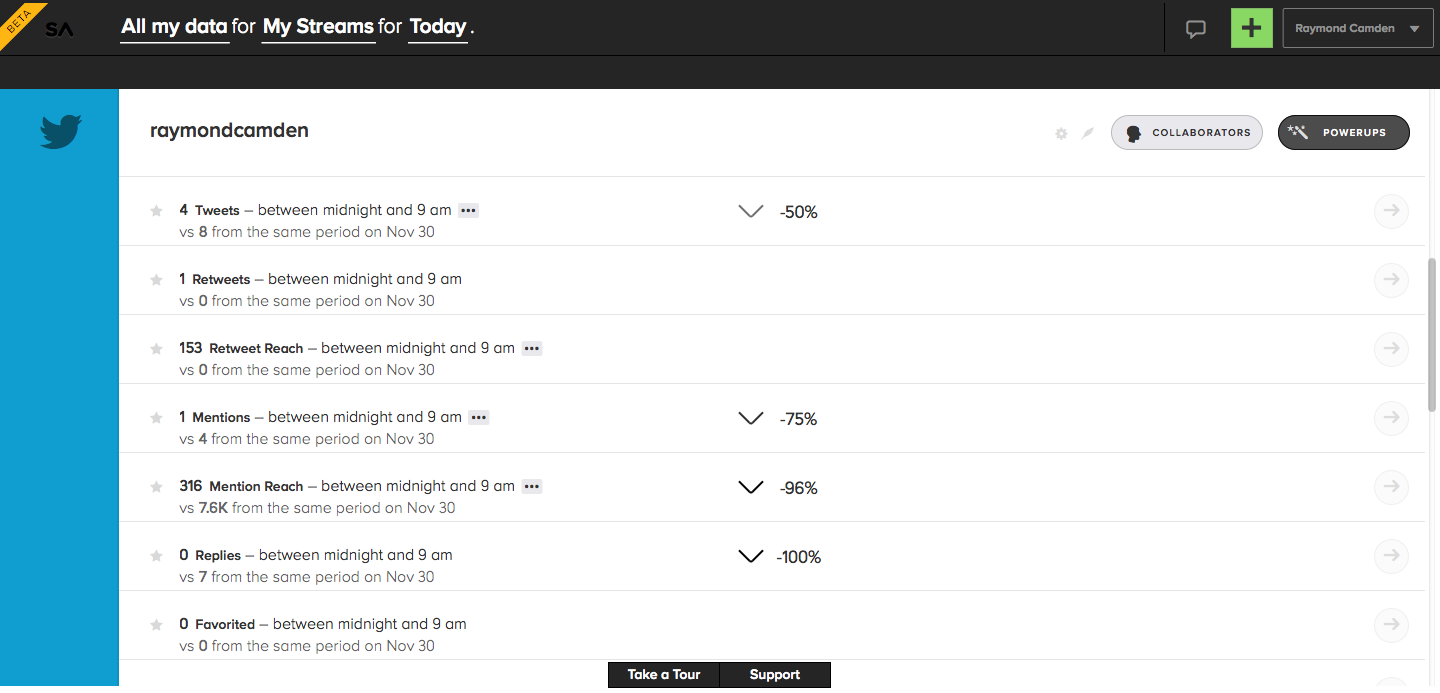 BETA
SΛ
All my data for My Streams for Today.
Raymond Camden
raymondcamden
COLLABORATORS
POWERUPS
4 Tweets – between midnight and 9 am •••
-50%
vs 8 from the same period on Nov 30
1 Retweets – between midnight and 9 am
vs 0 from the same period on Nov 30
153 Retweet Reach – between midnight and 9 am •••
vs 0 from the same period on Nov 30
1 Mentions – between midnight and 9 am •••
-75%
vs 4 from the same period on Nov 30
316 Mention Reach – between midnight and 9 am •••
-96%
vs 7.6K from the same period on Nov 30
0 Replies – between midnight and 9 am
-100%
vs 7 from the same period on Nov 30
0 Favorited – between midnight and 9 am
vs 0 from the same period on Nov 30
Take a Tour
Support